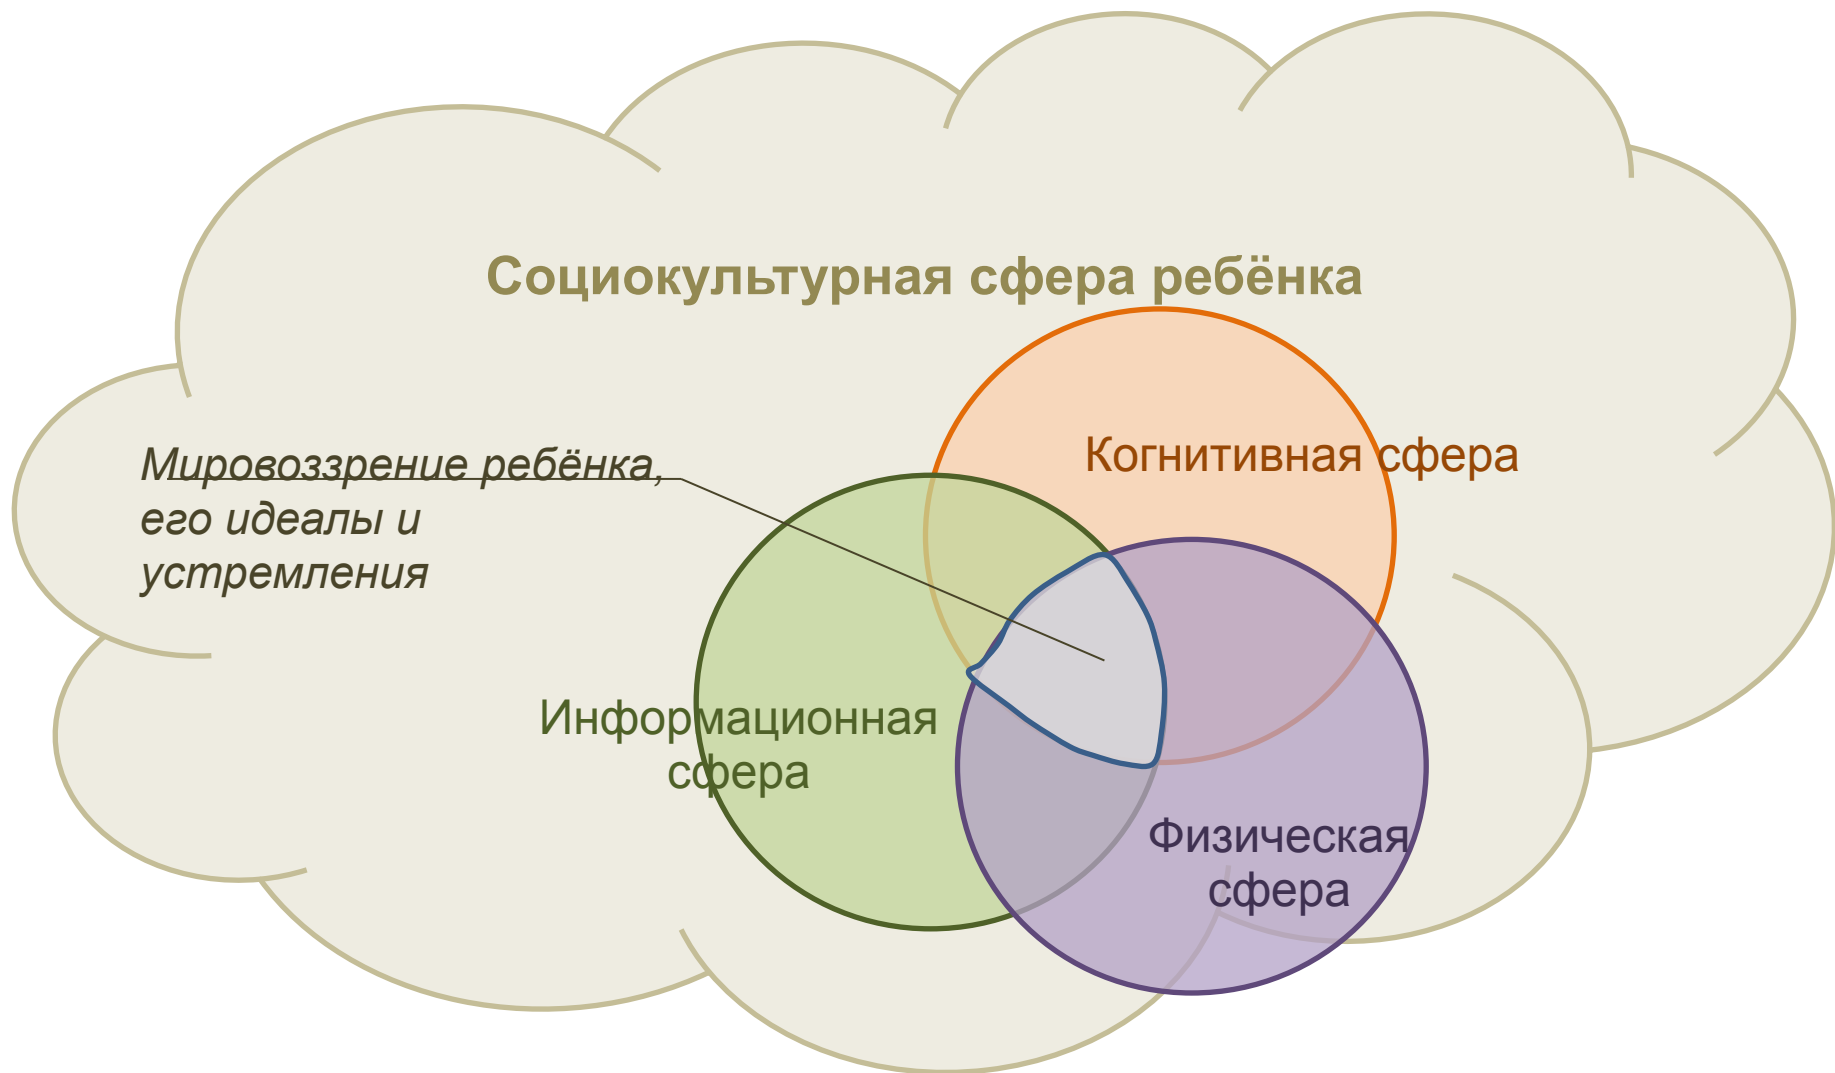 Социокультурная сфера ребёнка
Когнитивная сфера
Мировоззрение ребёнка,
его идеалы и
устремления
Информационная
сфера
Физическая
сфера